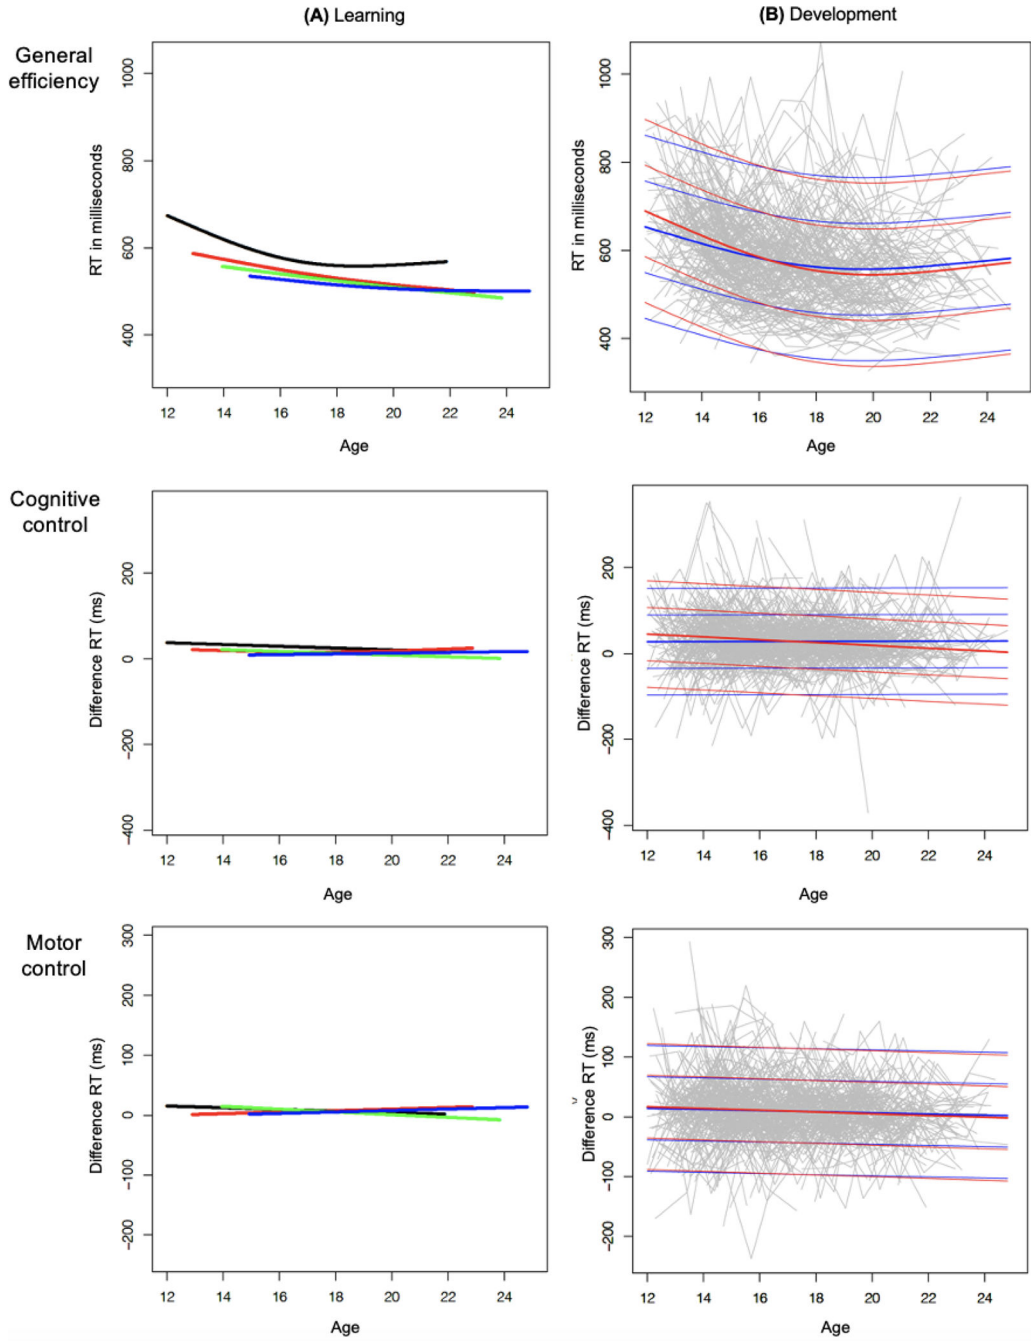 (A) Learning
(B) Development
General
efficiency
RT in milliseconds
1000
800
600
400
12 14 16 18 20 22 24
Age
RT in milliseconds
1000
800
600
400
12 14 16 18 20 22 24
Age
Cognitive
control
Difference RT (ms)
200
0
−200
−400
12 14 16 18 20 22 24
Age
Difference RT (ms)
200
0
−200
−400
12 14 16 18 20 22 24
Age
Motor
control
Difference RT (ms)
300
200
100
0
−100
−200
12 14 16 18 20 22 24
Age
Difference RT (ms)
300
200
100
0
−100
−200
12 14 16 18 20 22 24
Age